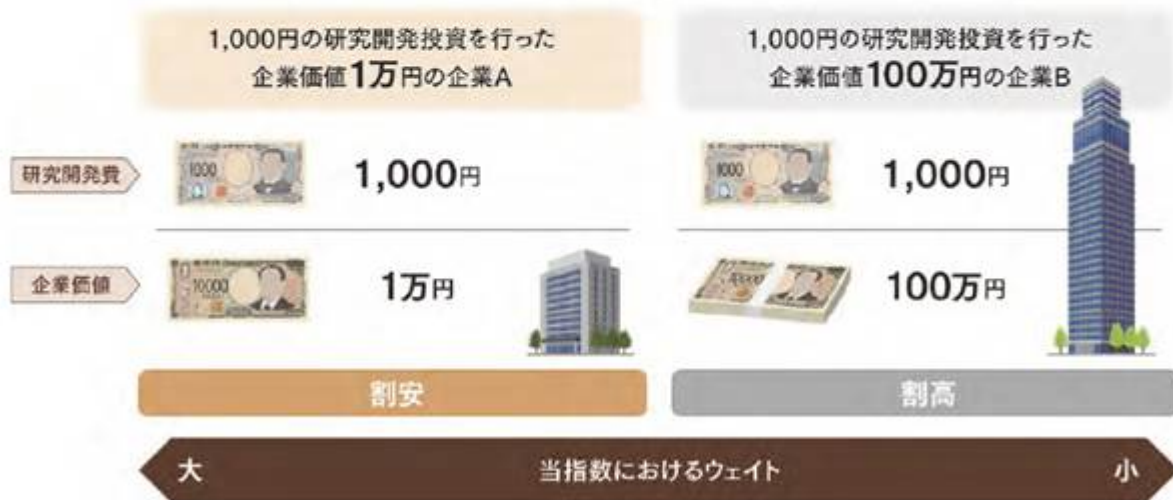 1,000円の研究開発投資を行った
企業価値1万円の企業A
1,000円の研究開発投資を行った
企業価値100万円の企業B
研究開発費
1000
1,000円
1000
1,000円
企業価値
10000
1万円
10000
100万円
割安
割高
大
当指数におけるウェイト
小